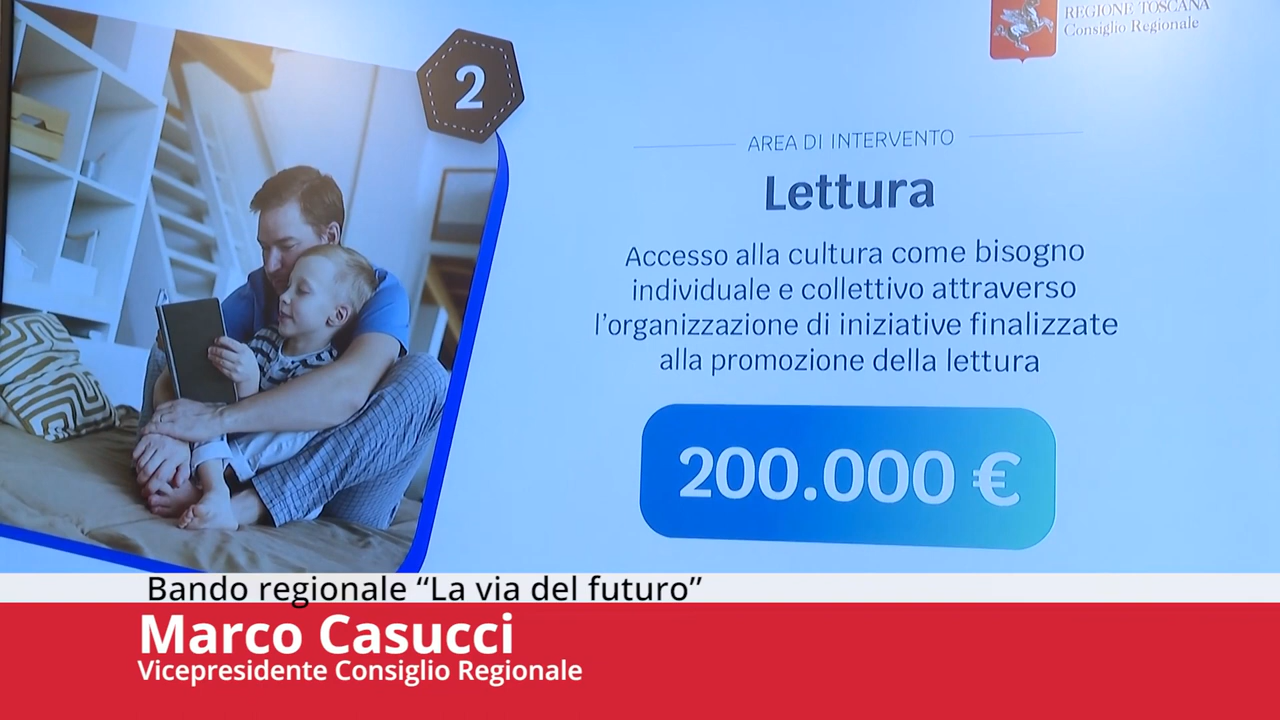 2
REGIONE TOSCANA
Consiglio Regionale
AREA DI INTERVENTO
Lettura
Accesso alla cultura come bisogno
individuale e collettivo attraverso
l'organizzazione di iniziative finalizzate
alla promozione della lettura
200.000 €
Bando regionale “La via del futuro”
Marco Casucci
Vicepresidente Consiglio Regionale